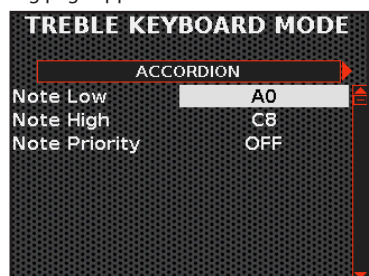 TREBLE KEYBOARD MODE
ACCORDION
Note Low A0
Note High C8
Note Priority OFF